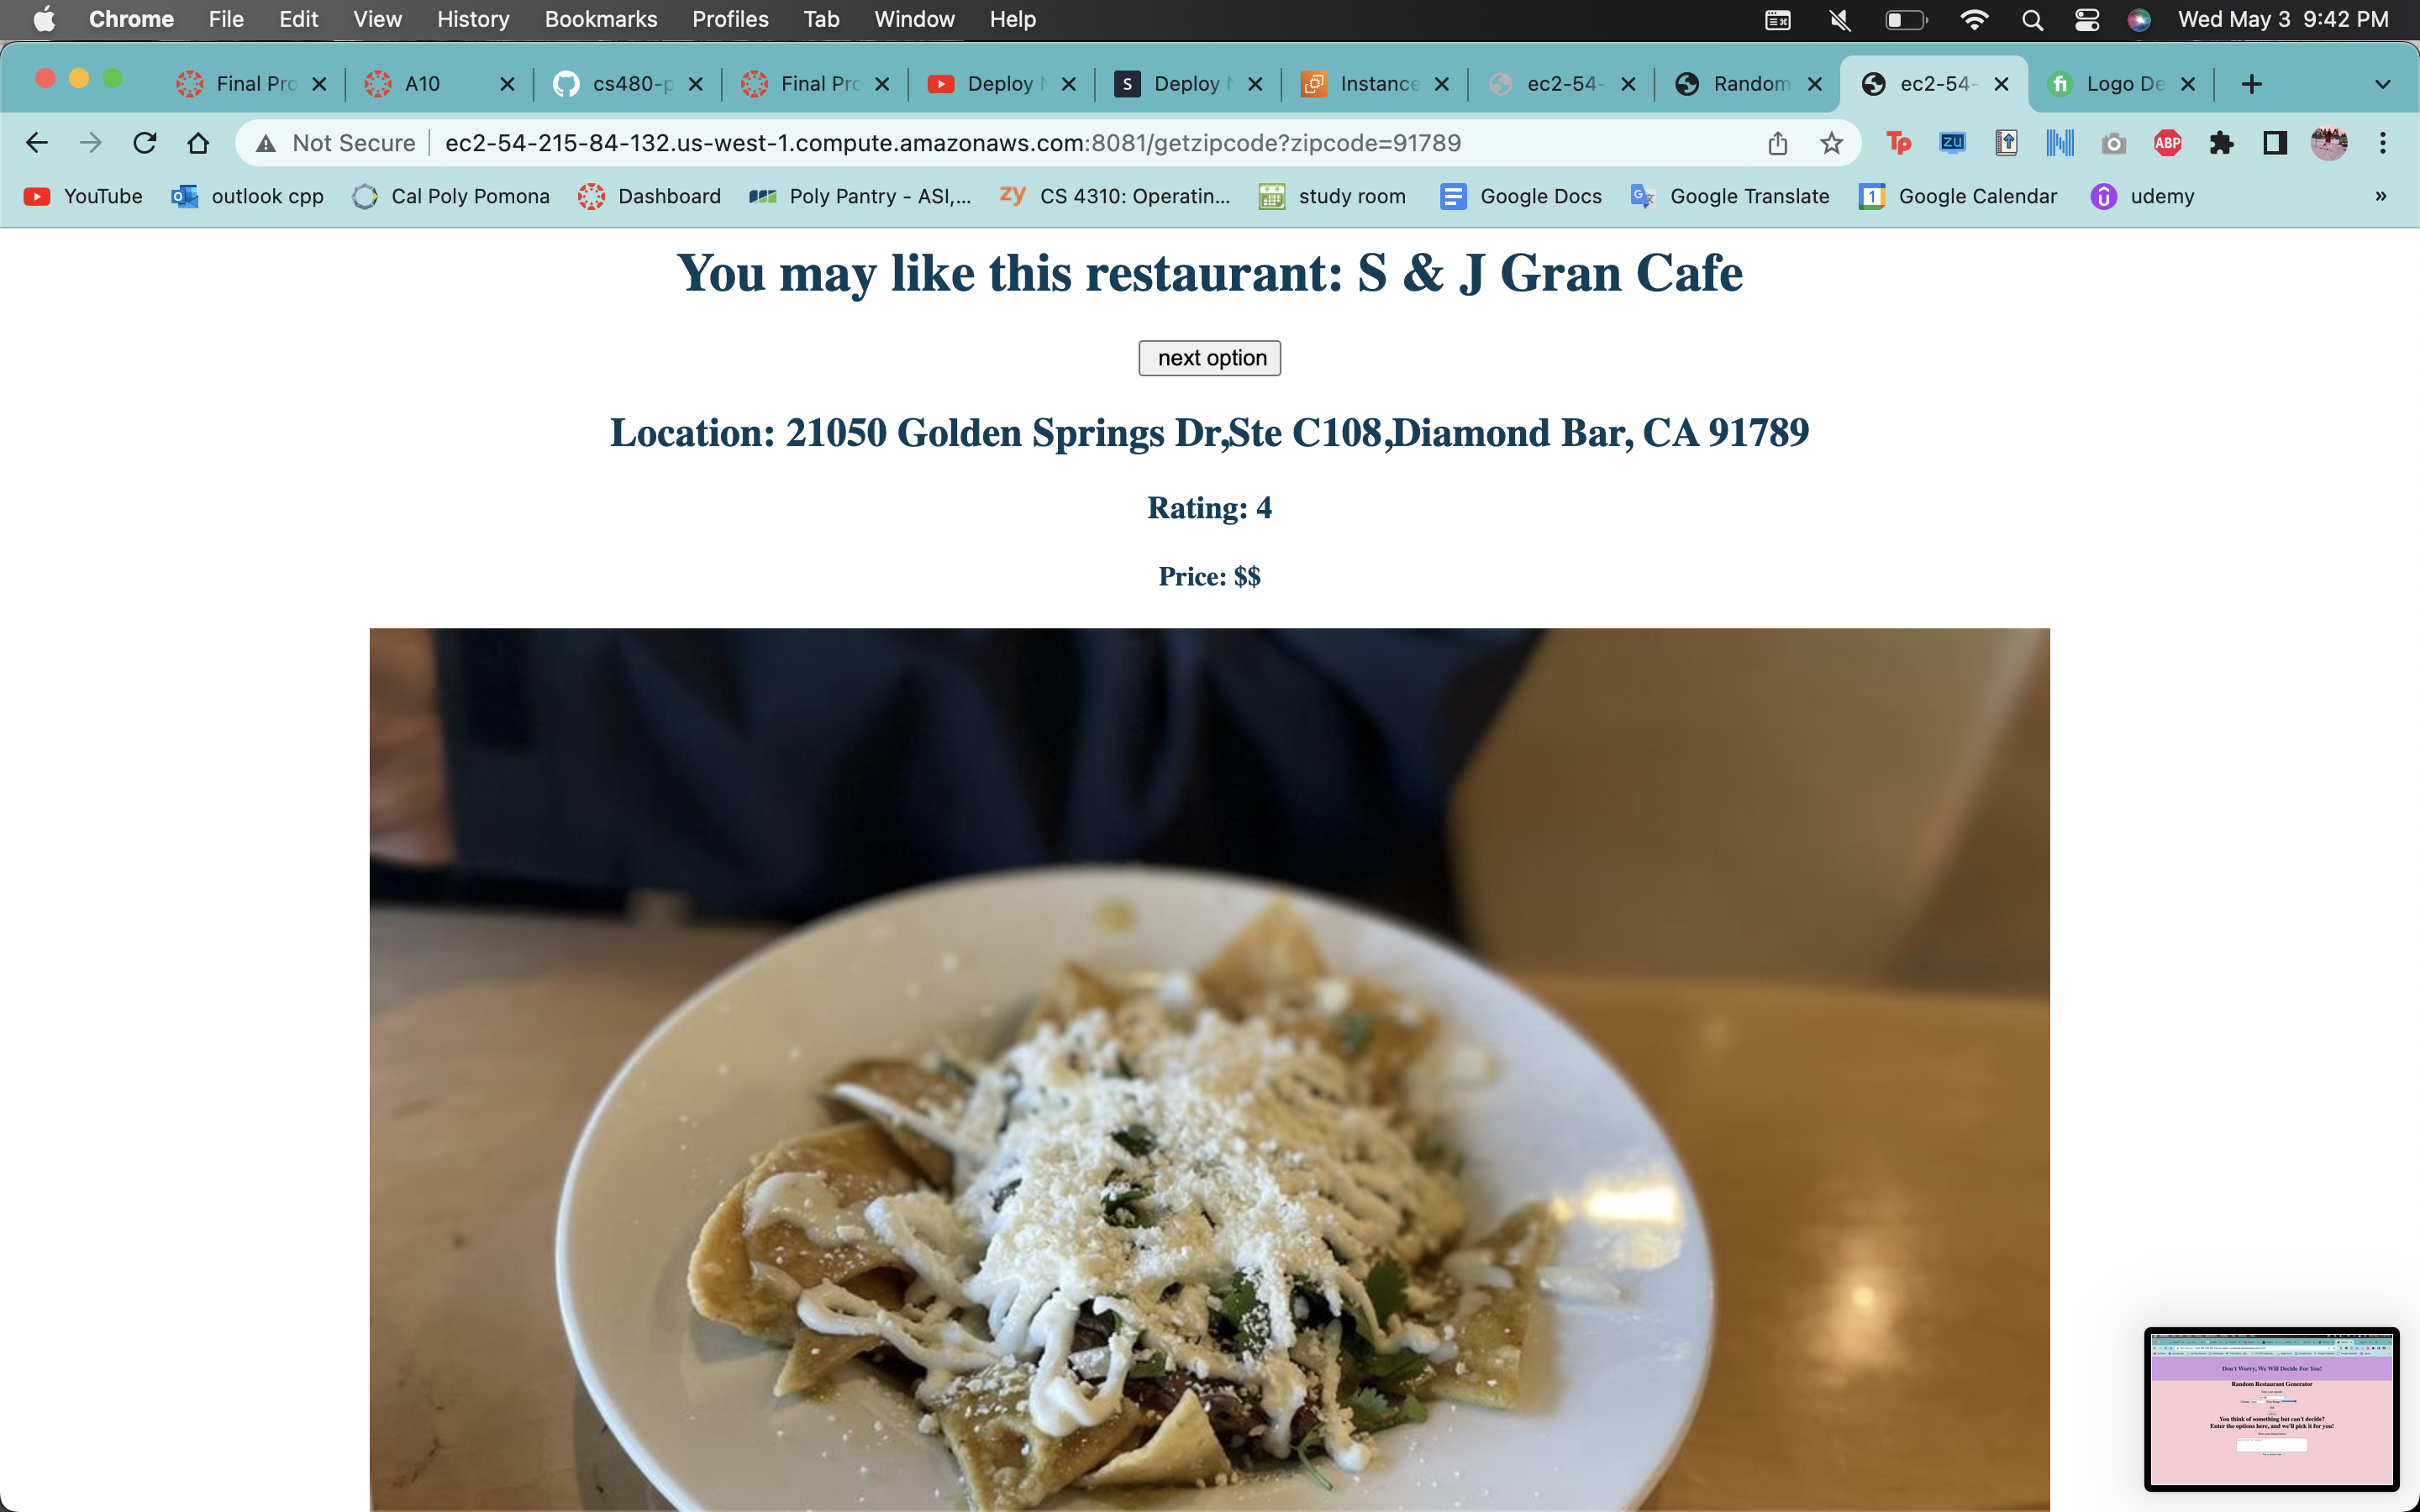 Chrome File Edit View History Bookmarks Profiles Tab Window Help Wed May 3 9:42 PM
Final Pro A10 cs480-p Final Pro Deploy S Deploy Instance ec2-54- Random ec2-54- fi Logo De
Not Secure ec2-54-215-84-132.us-west-1.compute.amazonaws.com:8081/getzipcode?zipcode=91789 Tp ZU ABP
YouTube outlook cpp Cal Poly Pomona Dashboard Poly Pantry - ASI,... zy CS 4310: Operatin... study room Google Docs Google Translate 1 Google Calendar û udemy »
You may like this restaurant: S & J Gran Cafe
next option
Location: 21050 Golden Springs Dr,Ste C108,Diamond Bar, CA 91789
Rating: 4
Price: $$
Don't Worry, We Will Decide For You!
Random Restaurant Generator
You think of something but can't decide?
Enter the options here, and we'll pick it for you!